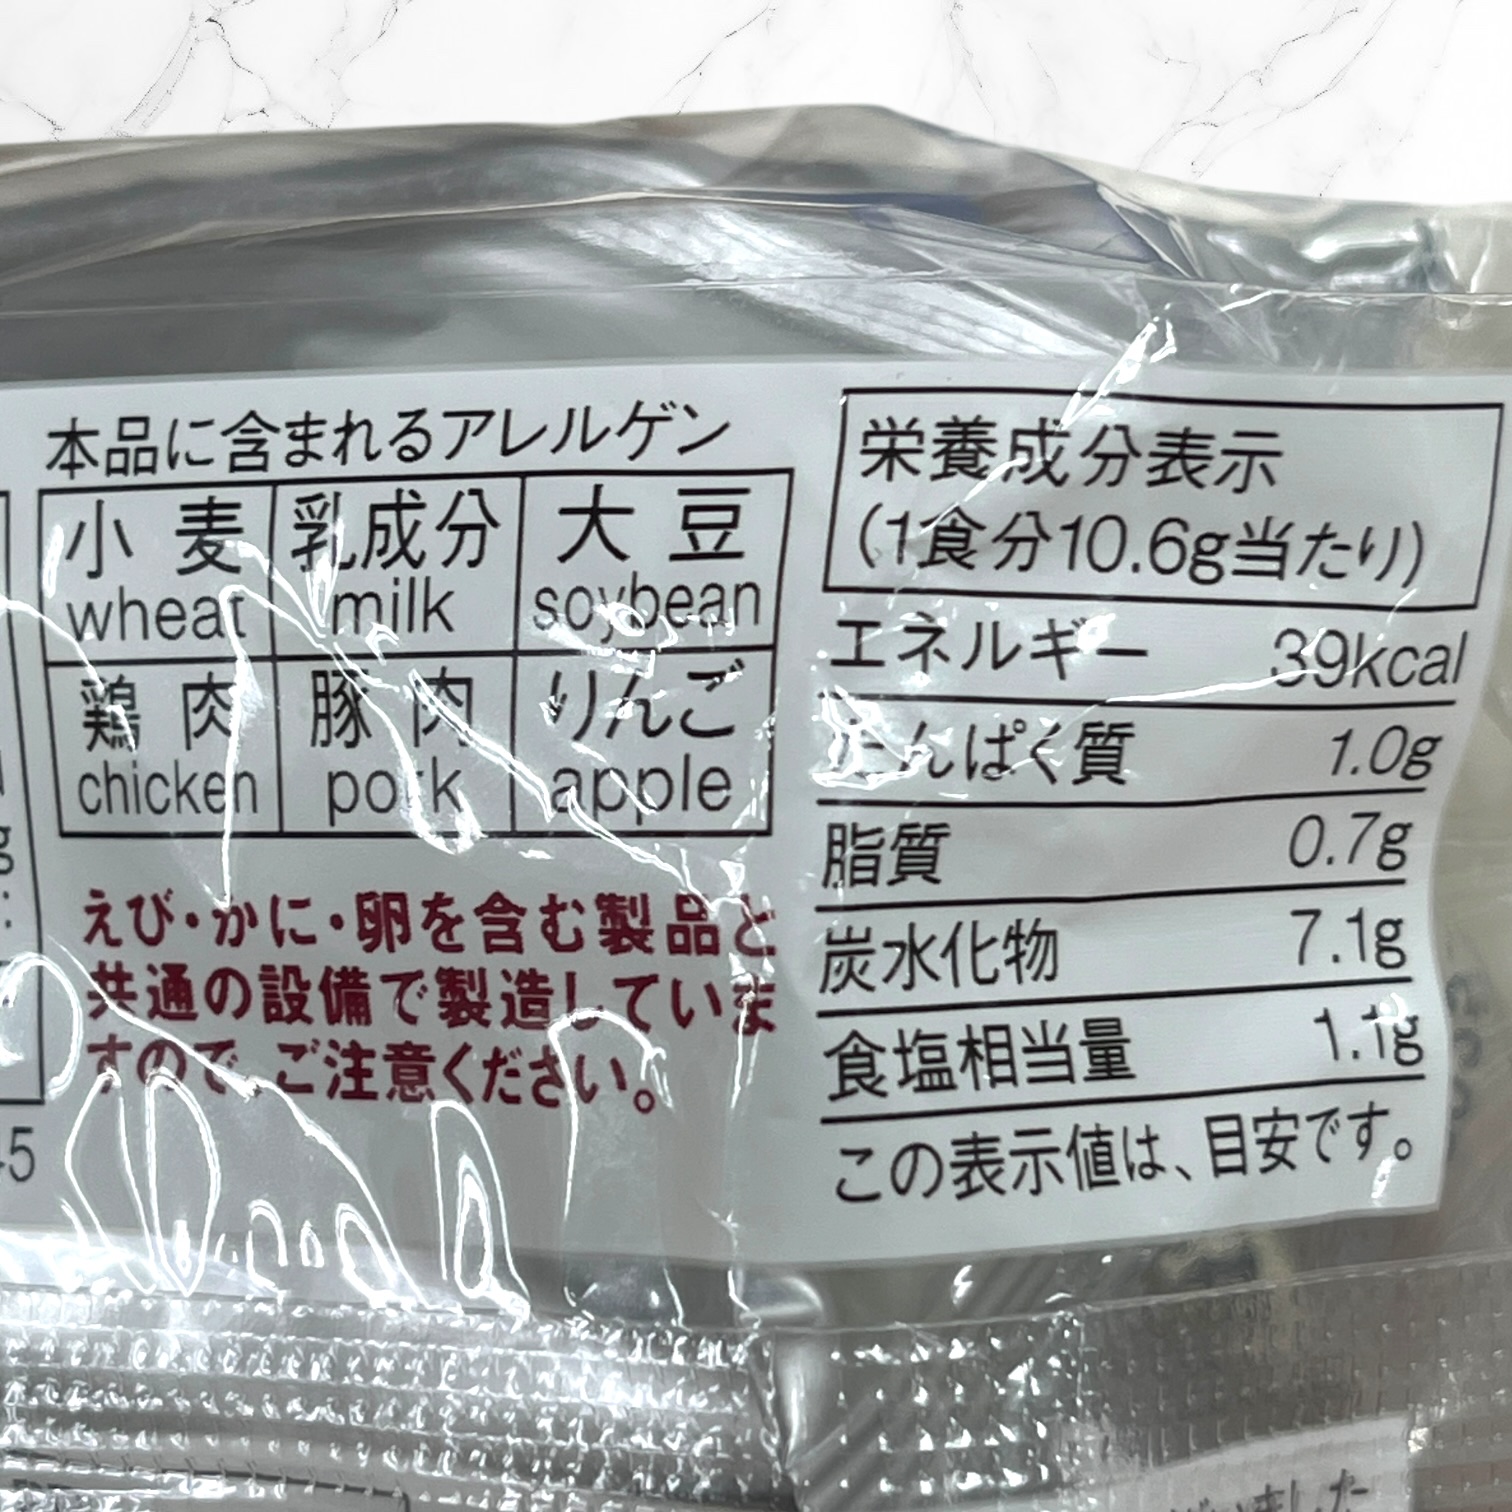 本品に含まれるアレルゲン
小麦 乳成分 大豆
wheat milk soybean
鶏肉 豚肉 りんご
chicken pork apple
えび・かに・卵を含む製品と
共通の設備で製造していま
すので、ご注意ください。
栄養成分表示
(1食分10.6g当たり)
エネルギー 39kcal
たんぱく質 1.0g
脂質 0.7g
炭水化物 7.1g
食塩相当量 1.1g
この表示値は、目安です。